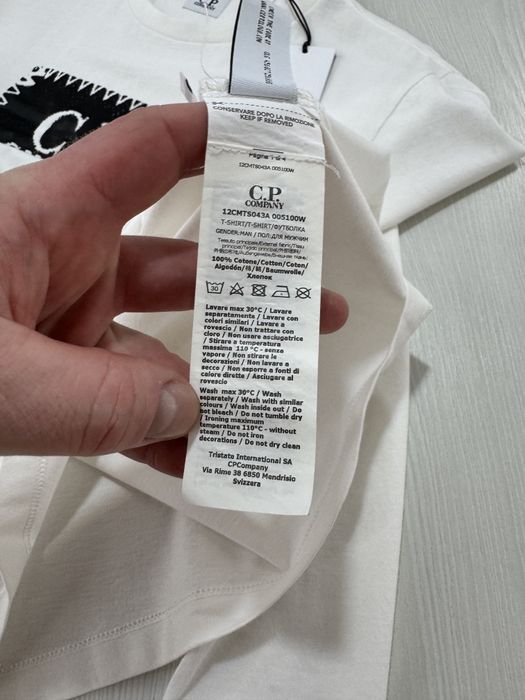 C.P.
C
CONSERVARE DOPO LA RIMOZIONE
KEEP IF REMOVED
12CMTS043A 005100W
C.P.
COMPANY
12CMTS043A 005100W
T-SHIRT/T-SHIRT/ФУТБОЛКА
GENDER:MAN / ПОЛ:ДЛЯ МУЖЧИН
100% Cotone/Cotton/Coton/
Algodón/棉/綿/Baumwolle/
Хлопок
30
Lavare max 30°C / Lavare
separatamente / Lavare con
colori similari / Lavare a
rovescio / Non trattare con
cloro / Non usare asciugatrice
/ Stirare a temperatura
massima 110 °C - senza
vapore / Non stirare le
decorazioni / Non lavare a
secco / Non esporre a fonti di
calore dirette / Asciugare al
rovescio
Wash max 30°C / Wash
separately / Wash with similar
colours / Wash inside out / Do
not bleach / Do not tumble dry
/ Ironing maximum
temperature 110°C - without
steam / Do not iron
decorations / Do not dry clean
Tristate International SA
CPCompany
Via Rime 38 6850 Mendrisio
Svizzera